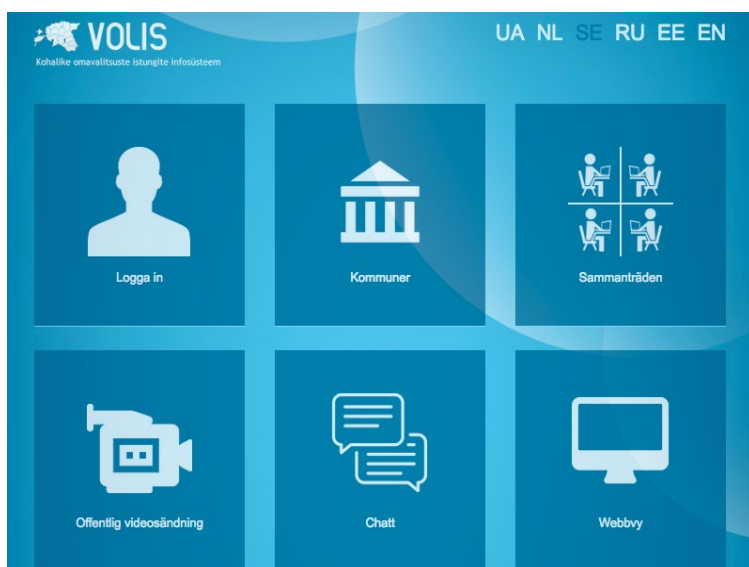 VOLIS
Kohalike omavalitsuste istungite infosüsteem
UA NL SE RU EE EN
Logga in
Kommuner
Sammanträden
Offentlig videosändning
Chatt
Webbvy